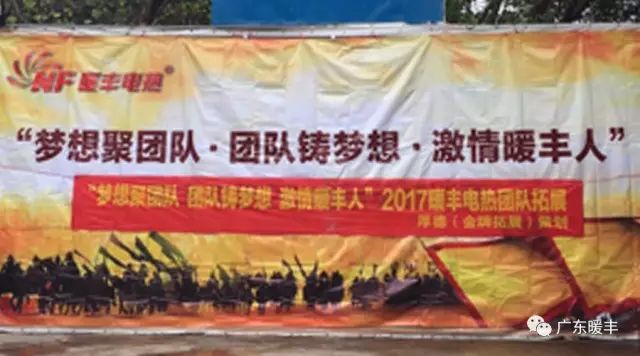 NF 暖丰电热®
“梦想聚团队·团队铸梦想·激情暖丰人”
“梦想聚团队 团队铸梦想 激情暖丰人”2017暖丰电热团队拓展
厚德（金牌拓展）策划
广东暖丰